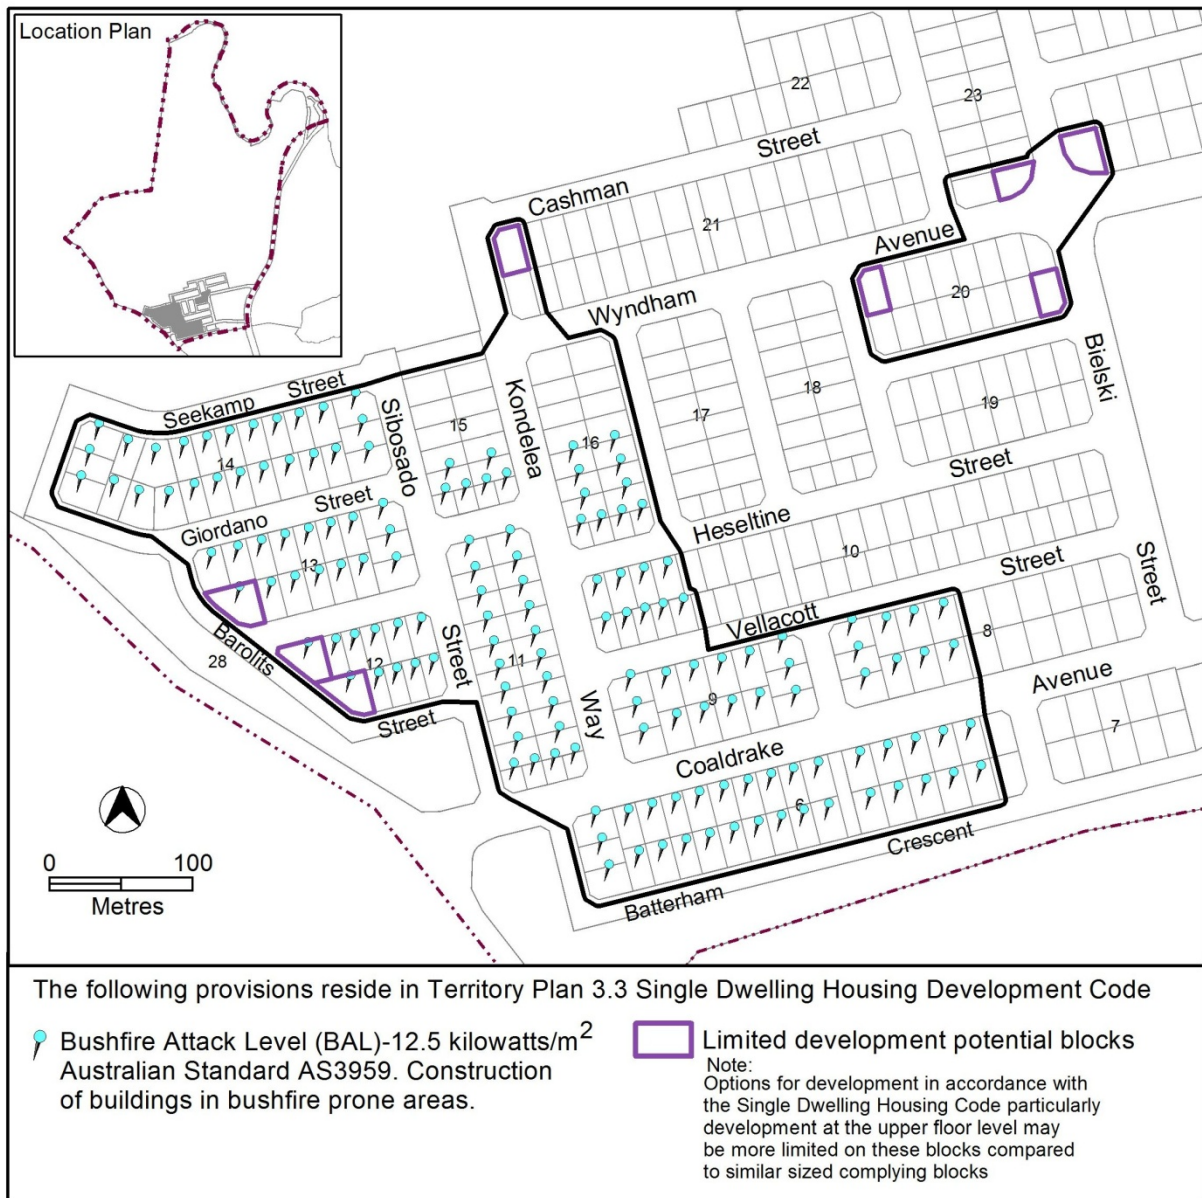 Location Plan
22
23
Street
Cashman
21
Avenue
Wyndham
20
Bielski
Street
Seekamp
Kondelea
Sibosado
15
16
17
18
19
14
Street
Giordano
Street
Heseltine
13
10
Street
Street
Vellacott
Barolits
28
12
Street
11
Way
9
8
Avenue
Street
Coaldrake
7
6
Crescent
Batterham
0 100
Metres
The following provisions reside in Territory Plan 3.3 Single Dwelling Housing Development Code
Bushfire Attack Level (BAL)-12.5 kilowatts/m²
Australian Standard AS3959. Construction
of buildings in bushfire prone areas.
Limited development potential blocks
Note:
Options for development in accordance with
the Single Dwelling Housing Code particularly
development at the upper floor level may
be more limited on these blocks compared
to similar sized complying blocks